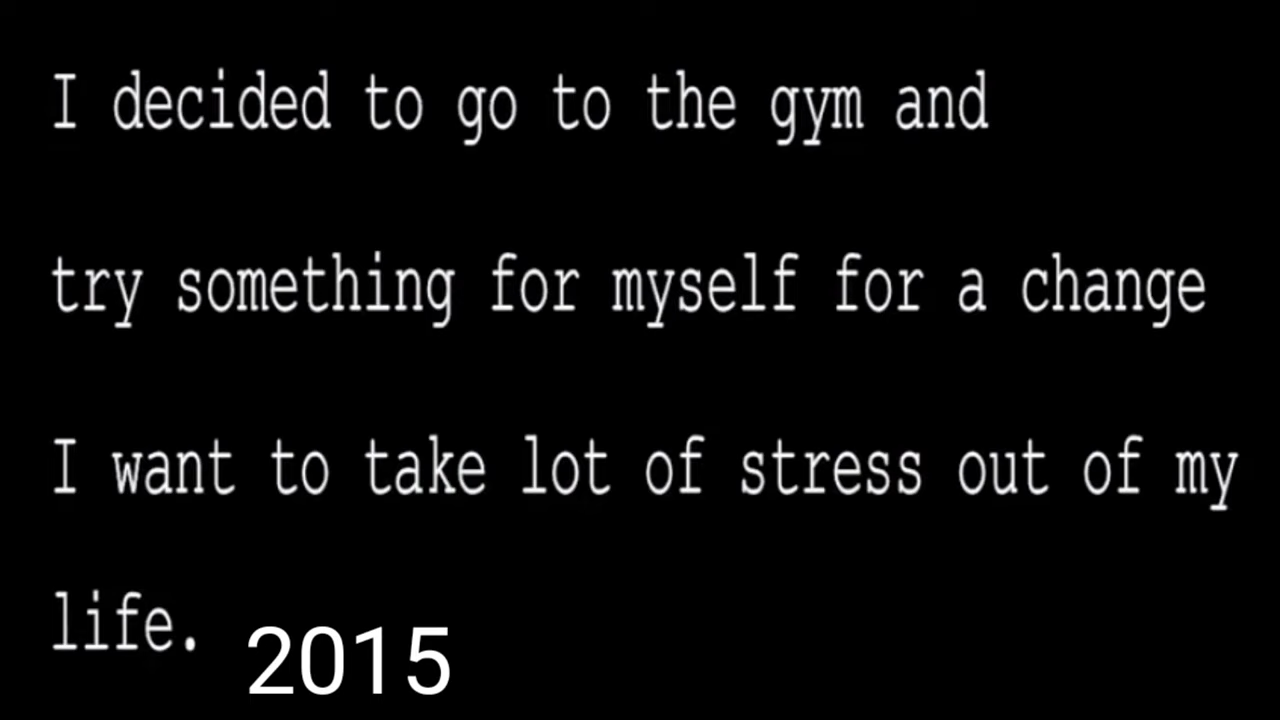 I decided to go to the gym and
try something for myself for a change
I want to take lot of stress out of my
life.
2015